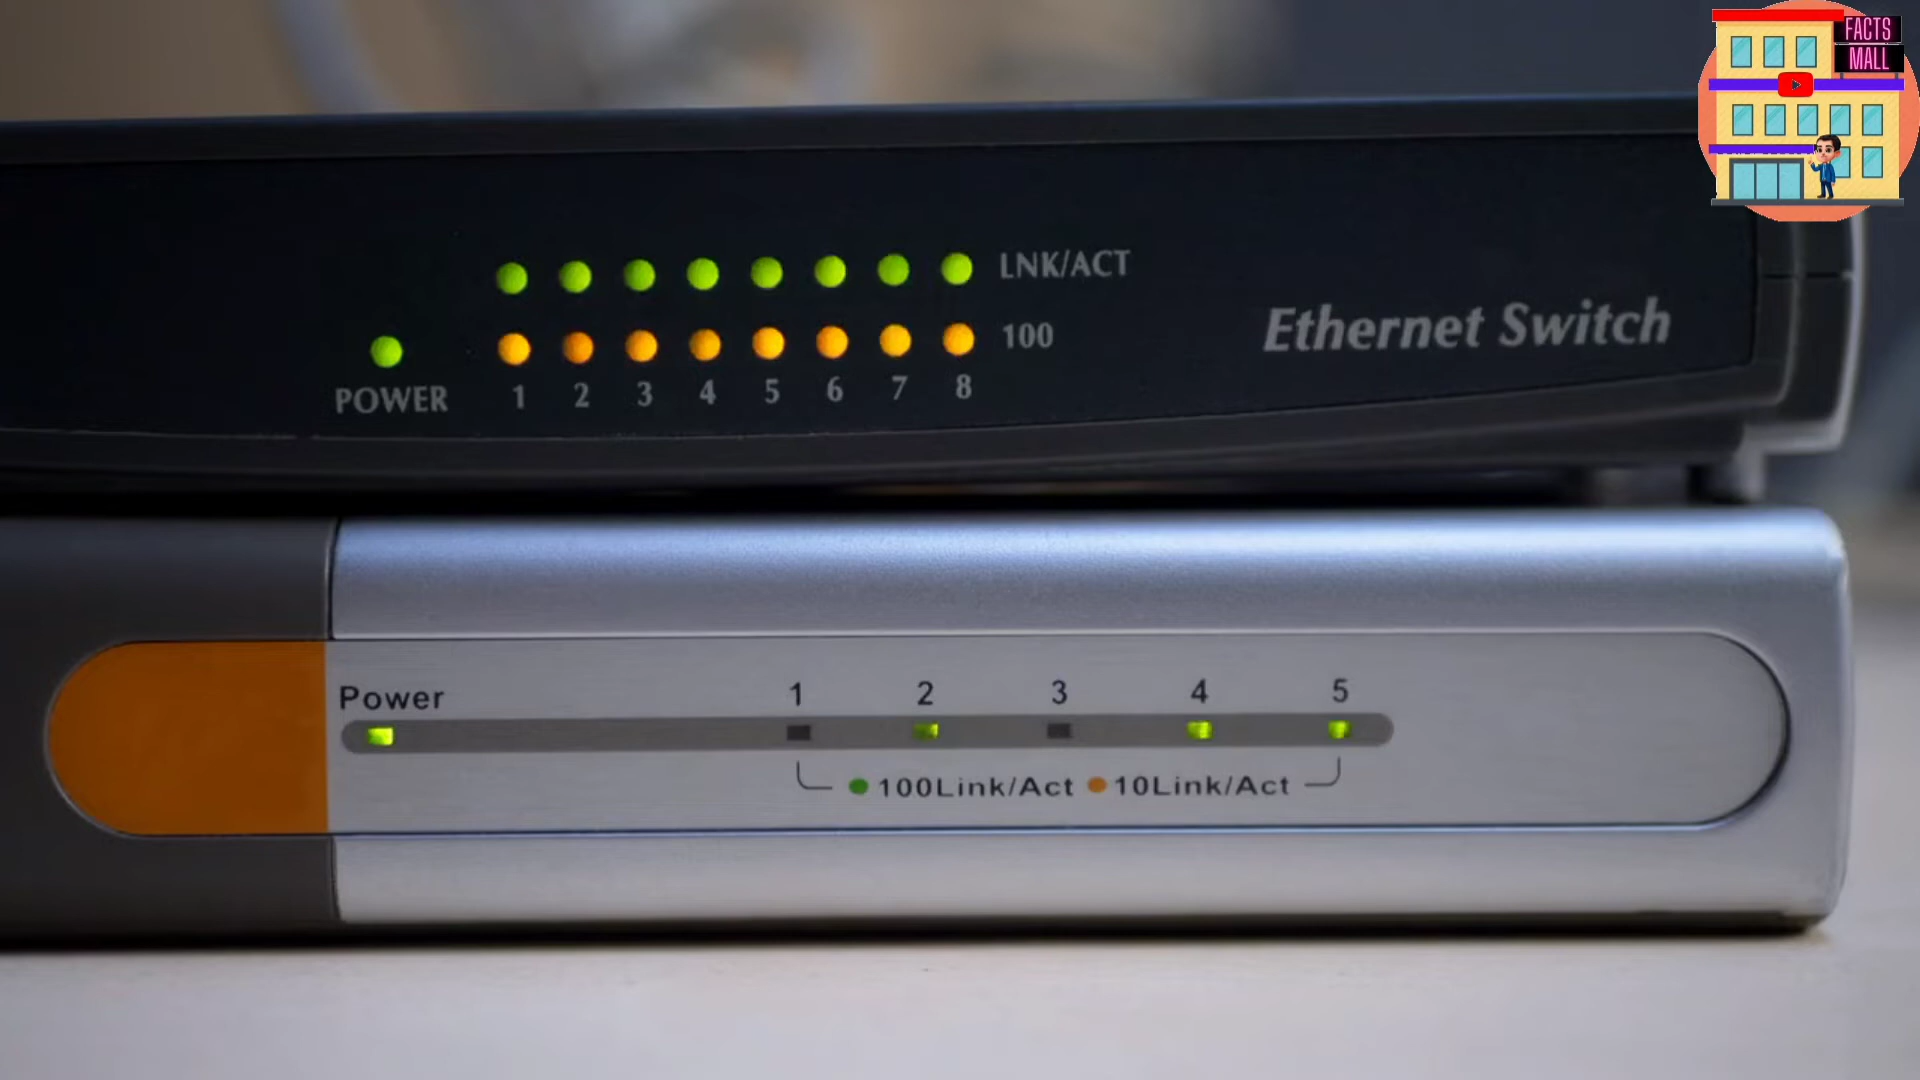 FACTS
MALL
LNK/ACT
Ethernet Switch
100
POWER
1 2 3 4 5 6 7 8
Power
1 2 3 4 5
100Link/Act 10Link/Act